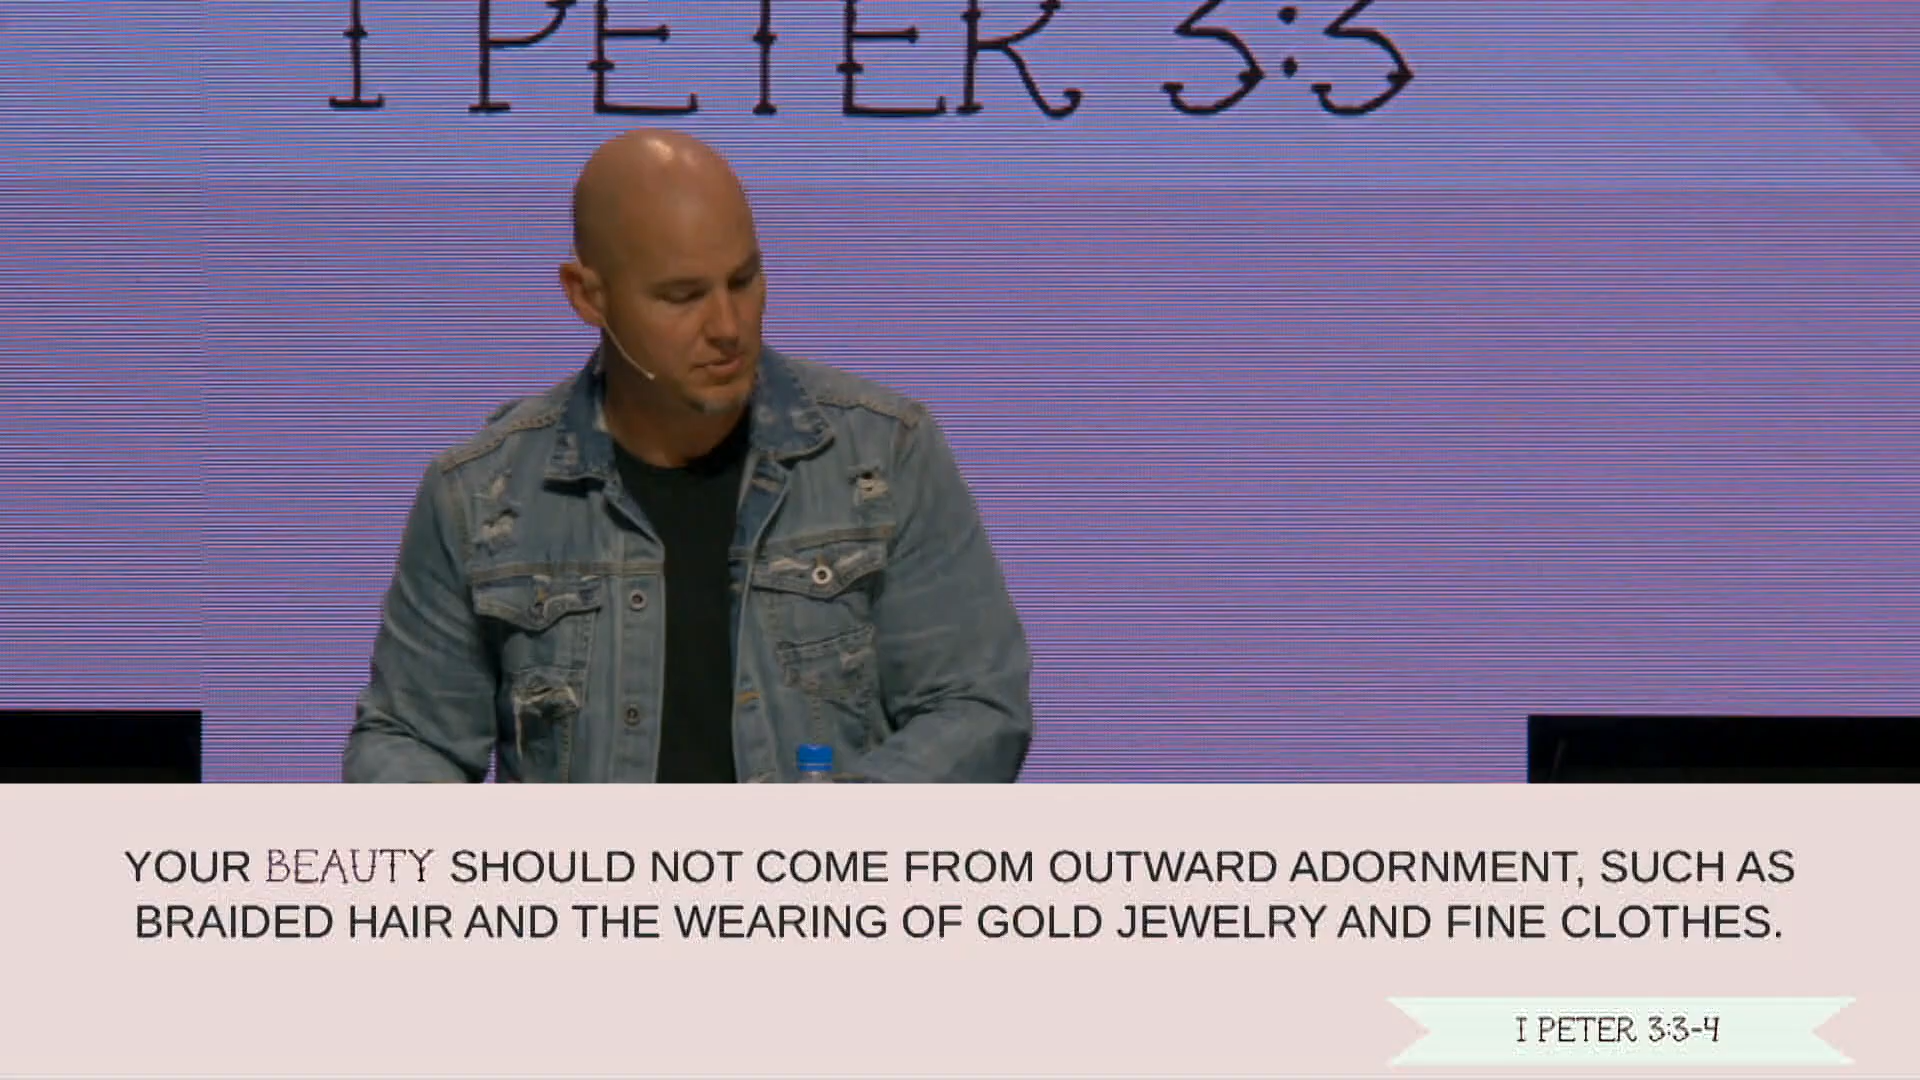 I PETER 3:3
YOUR BEAUTY SHOULD NOT COME FROM OUTWARD ADORNMENT, SUCH AS
BRAIDED HAIR AND THE WEARING OF GOLD JEWELRY AND FINE CLOTHES.
I PETER 3:3-4